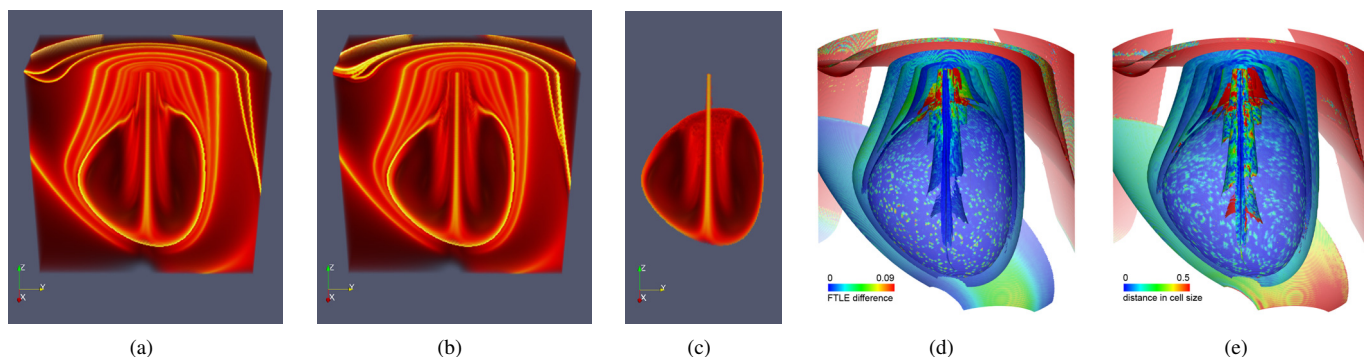 Z
Y
X
Z
Y
X
Z
Y
X
0 0.09
FTLE difference
0 0.5
distance in cell size
(a) (b) (c) (d) (e)